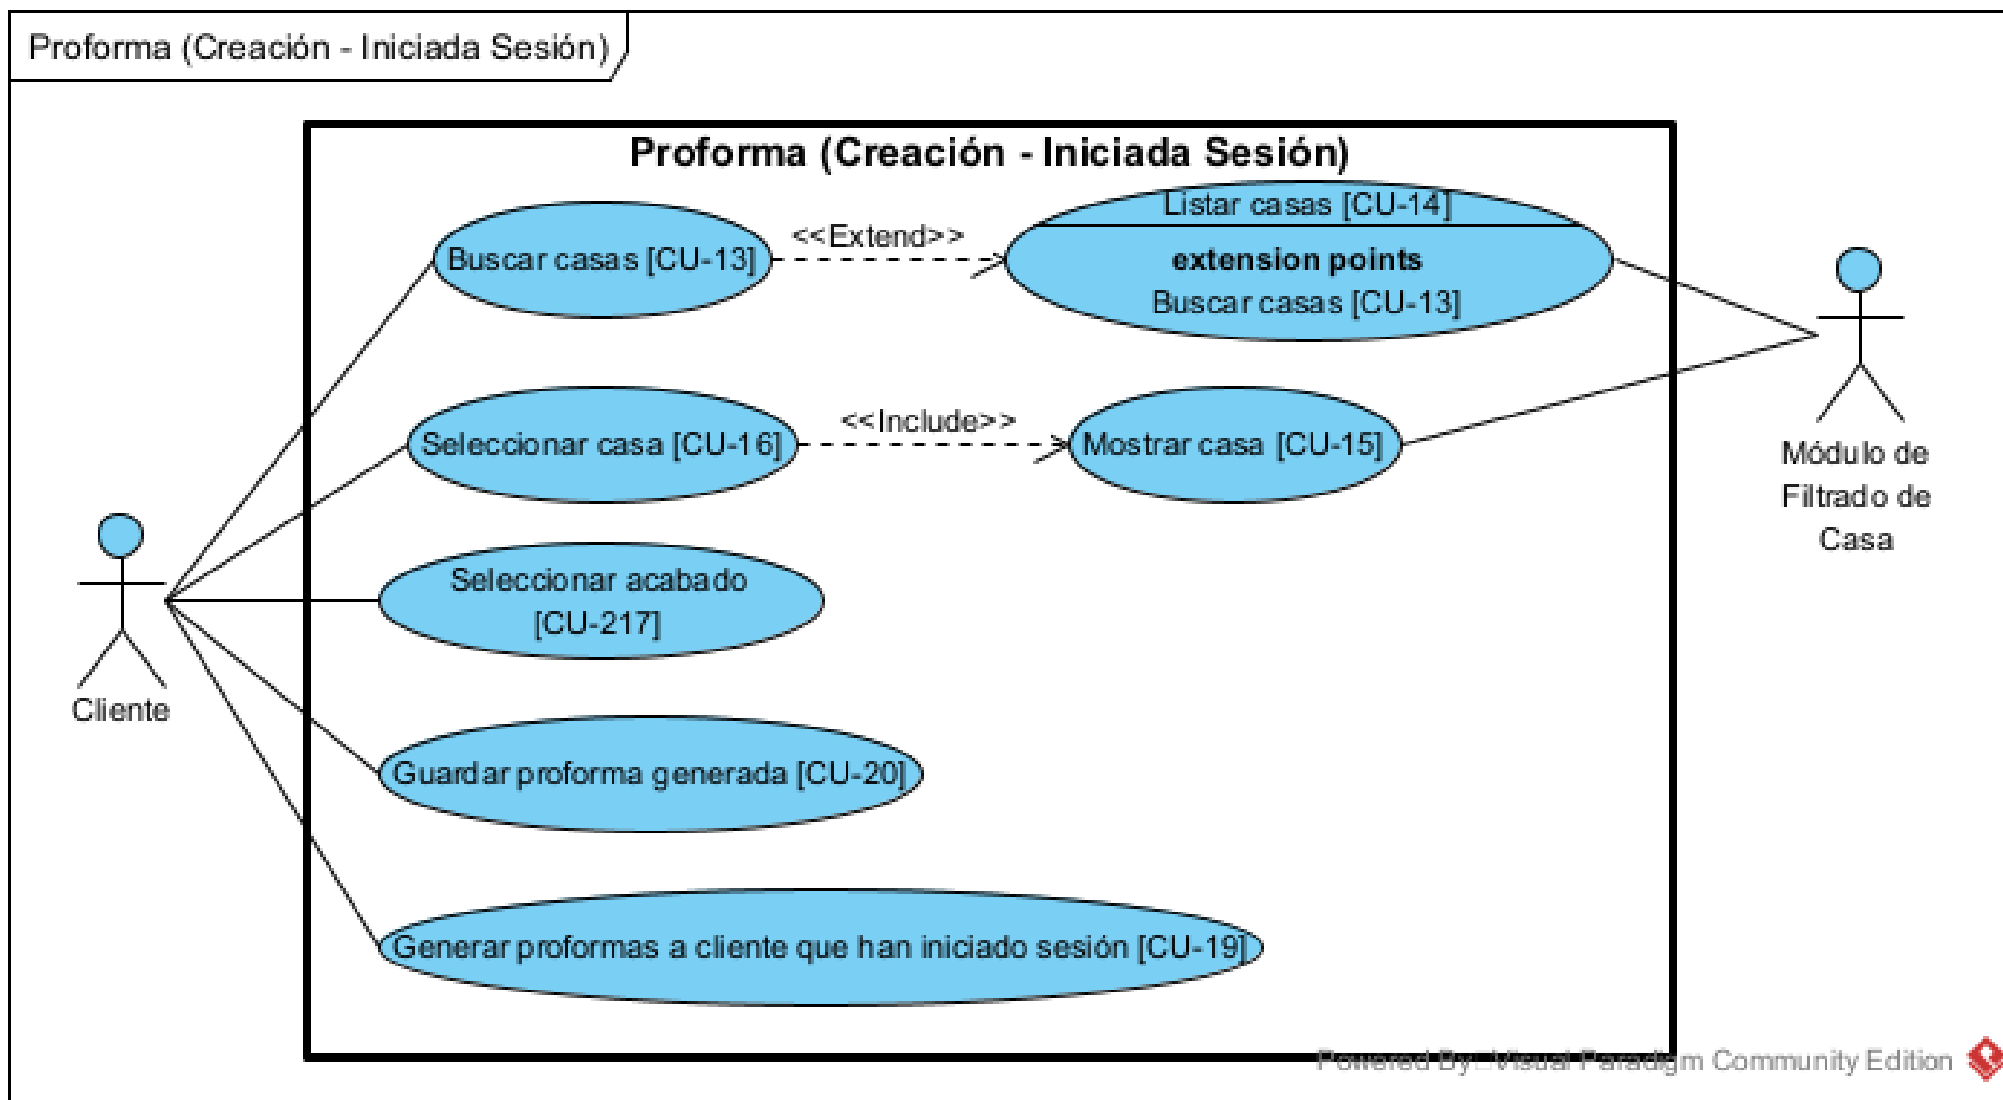 Proforma (Creación - Iniciada Sesión)
Proforma (Creación - Iniciada Sesión)
Listar casas [CU-14]
<<Extend>>
Buscar casas [CU-13]
extension points
Buscar casas [CU-13]
<<Include>>
Seleccionar casa [CU-16]
Mostrar casa [CU-15]
Módulo de
Filtrado de
Casa
Seleccionar acabado
[CU-217]
Cliente
Guardar proforma generada [CU-20]
Generar proformas a cliente que han iniciado sesión [CU-19]
Powered By Visual Paradigm Community Edition